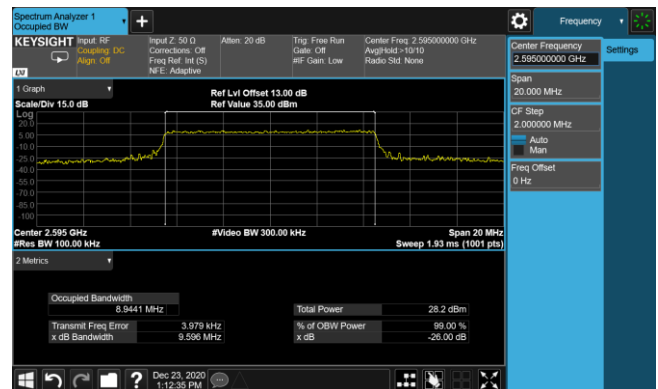 Spectrum Analyzer 1
Occupied BW
Frequency
KEYSIGHT
Input: RF
Coupling: DC
Align: Off
Input Z: 50 Ω
Corrections: Off
Freq Ref: Int (S)
NFE: Adaptive
Atten: 20 dB
Trig: Free Run
Gate: Off
#IF Gain: Low
Center Freq: 2.595000000 GHz
Avg|Hold:>10/10
Radio Std: None
LXI
Center Frequency
2.595000000 GHz
Settings
Span
20.000 MHz
CF Step
2.000000 MHz
Auto
Man
Freq Offset
0 Hz
1 Graph
Scale/Div 15.0 dB
Ref Lvl Offset 13.00 dB
Ref Value 35.00 dBm
Log
20.0
5.00
-10.0
-25.0
-40.0
-55.0
-70.0
-85.0
-100
Center 2.595 GHz
#Res BW 100.00 kHz
#Video BW 300.00 kHz
Span 20 MHz
Sweep 1.93 ms (1001 pts)
2 Metrics
Occupied Bandwidth
8.9441 MHz
Total Power 28.2 dBm
Transmit Freq Error 3.979 kHz
% of OBW Power 99.00 %
x dB Bandwidth 9.596 MHz
x dB -26.00 dB
?
Dec 23, 2020
1:12:35 PM